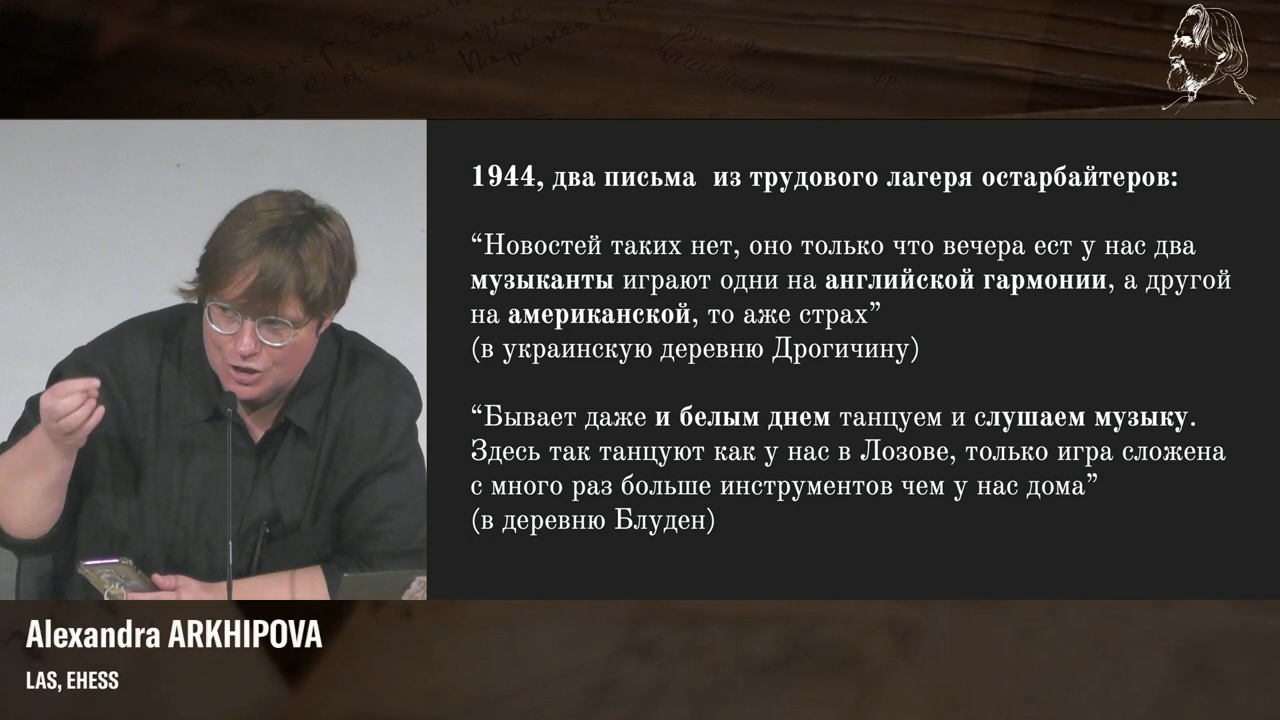 1944, два письма из трудового лагеря остарбайтеров:
“Новостей таких нет, оно только что вечера ест у нас два
музыканты играют одни на английской гармонии, а другой
на американской, то аже страх”
(в украинскую деревню Дрогичину)
“Бывает даже и белым днем танцуем и слушаем музыку.
Здесь так танцуют как у нас в Лозове, только игра сложена
с много раз больше инструментов чем у нас дома”
(в деревню Блуден)
Alexandra ARKHIPOVA
LAS, EHESS